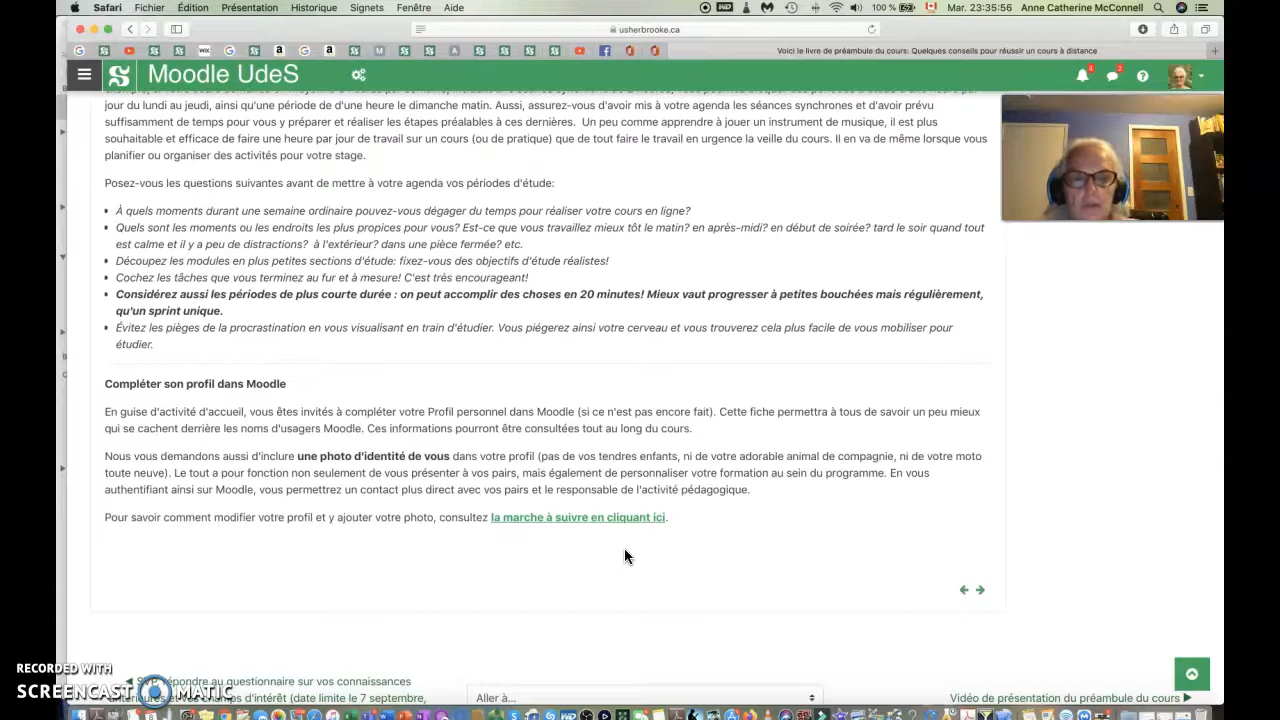 Safari Fichier Édition Présentation Historique Signets Fenêtre Aide 100 % Mar. 23:35:56 Anne Catherine McConnell
usherbrooke.ca
Voici le livre de préambule du cours: Quelques conseils pour réussir un cours à distance
Moodle UdeS
jour du lundi au jeudi, ainsi qu'une période de d'une heure le dimanche matin. Aussi, assurez-vous d'avoir mis à votre agenda les séances synchrones et d'avoir prévu
suffisamment de temps pour vous y préparer et réaliser les étapes préalables à ces dernières. Un peu comme apprendre à jouer un instrument de musique, il est plus
souhaitable et efficace de faire une heure par jour de travail sur un cours (ou de pratique) que de tout faire le travail en urgence la veille du cours. Il en va de même lorsque vous
planifier ou organiser des activités pour votre stage.
Posez-vous les questions suivantes avant de mettre à votre agenda vos périodes d'étude:
• À quels moments durant une semaine ordinaire pouvez-vous dégager du temps pour réaliser votre cours en ligne?
• Quels sont les moments ou les endroits les plus propices pour vous? Est-ce que vous travaillez mieux tôt le matin? en après-midi? en début de soirée? tard le soir quand tout
est calme et il y a peu de distractions? à l'extérieur? dans une pièce fermée? etc.
• Découpez les modules en plus petites sections d'étude: fixez-vous des objectifs d'étude réalistes!
• Cochez les tâches que vous terminez au fur et à mesure! C'est très encourageant!
• Considérez aussi les périodes de plus courte durée : on peut accomplir des choses en 20 minutes! Mieux vaut progresser à petites bouchées mais régulièrement,
qu'un sprint unique.
• Évitez les pièges de la procrastination en vous visualisant en train d'étudier. Vous piégerez ainsi votre cerveau et vous trouverez cela plus facile de vous mobiliser pour
étudier.
Compléter son profil dans Moodle
En guise d'activité d'accueil, vous êtes invités à compléter votre Profil personnel dans Moodle (si ce n'est pas encore fait). Cette fiche permettra à tous de savoir un peu mieux
qui se cachent derrière les noms d'usagers Moodle. Ces informations pourront être consultées tout au long du cours.
Nous vous demandons aussi d'inclure une photo d'identité de vous dans votre profil (pas de vos tendres enfants, ni de votre adorable animal de compagnie, ni de votre moto
toute neuve). Le tout a pour fonction non seulement de vous présenter à vos pairs, mais également de personnaliser votre formation au sein du programme. En vous
authentifiant ainsi sur Moodle, vous permettrez un contact plus direct avec vos pairs et le responsable de l'activité pédagogique.
Pour savoir comment modifier votre profil et y ajouter votre photo, consultez la marche à suivre en cliquant ici.
◀ SVP répondre au questionnaire sur vos connaissances
antérieures et vos champs d'intérêt (date limite le 7 septembre,
Aller à...
Vidéo de présentation du préambule du cours ▶
RECORDED WITH
SCREENCAST MATIC